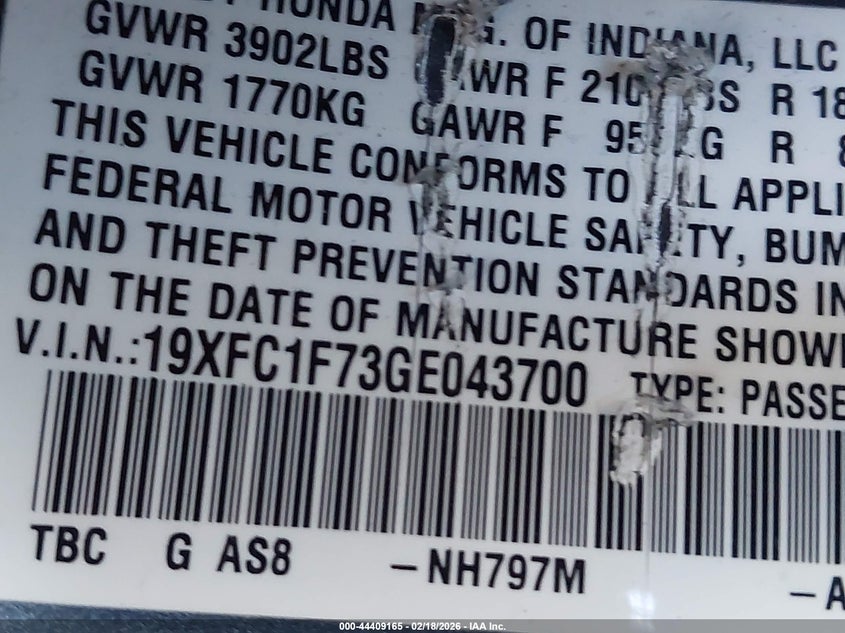 HONDA OF INDIANA, LLC
GVWR 3902LBS GAWR F R 18
GVWR 1770KG GAWR F R
THIS VEHICLE CONFORMS TO ALL APPLI
FEDERAL MOTOR VEHICLE SAFETY, BUM
AND THEFT PREVENTION STANDARDS IN
ON THE DATE OF MANUFACTURE SHOW
V.I.N.:19XFC1F73GE043700 TYPE: PASSE
TBC G AS8 -NH797M -A
000-44409165 - 02/18/2026 - IAA Inc.